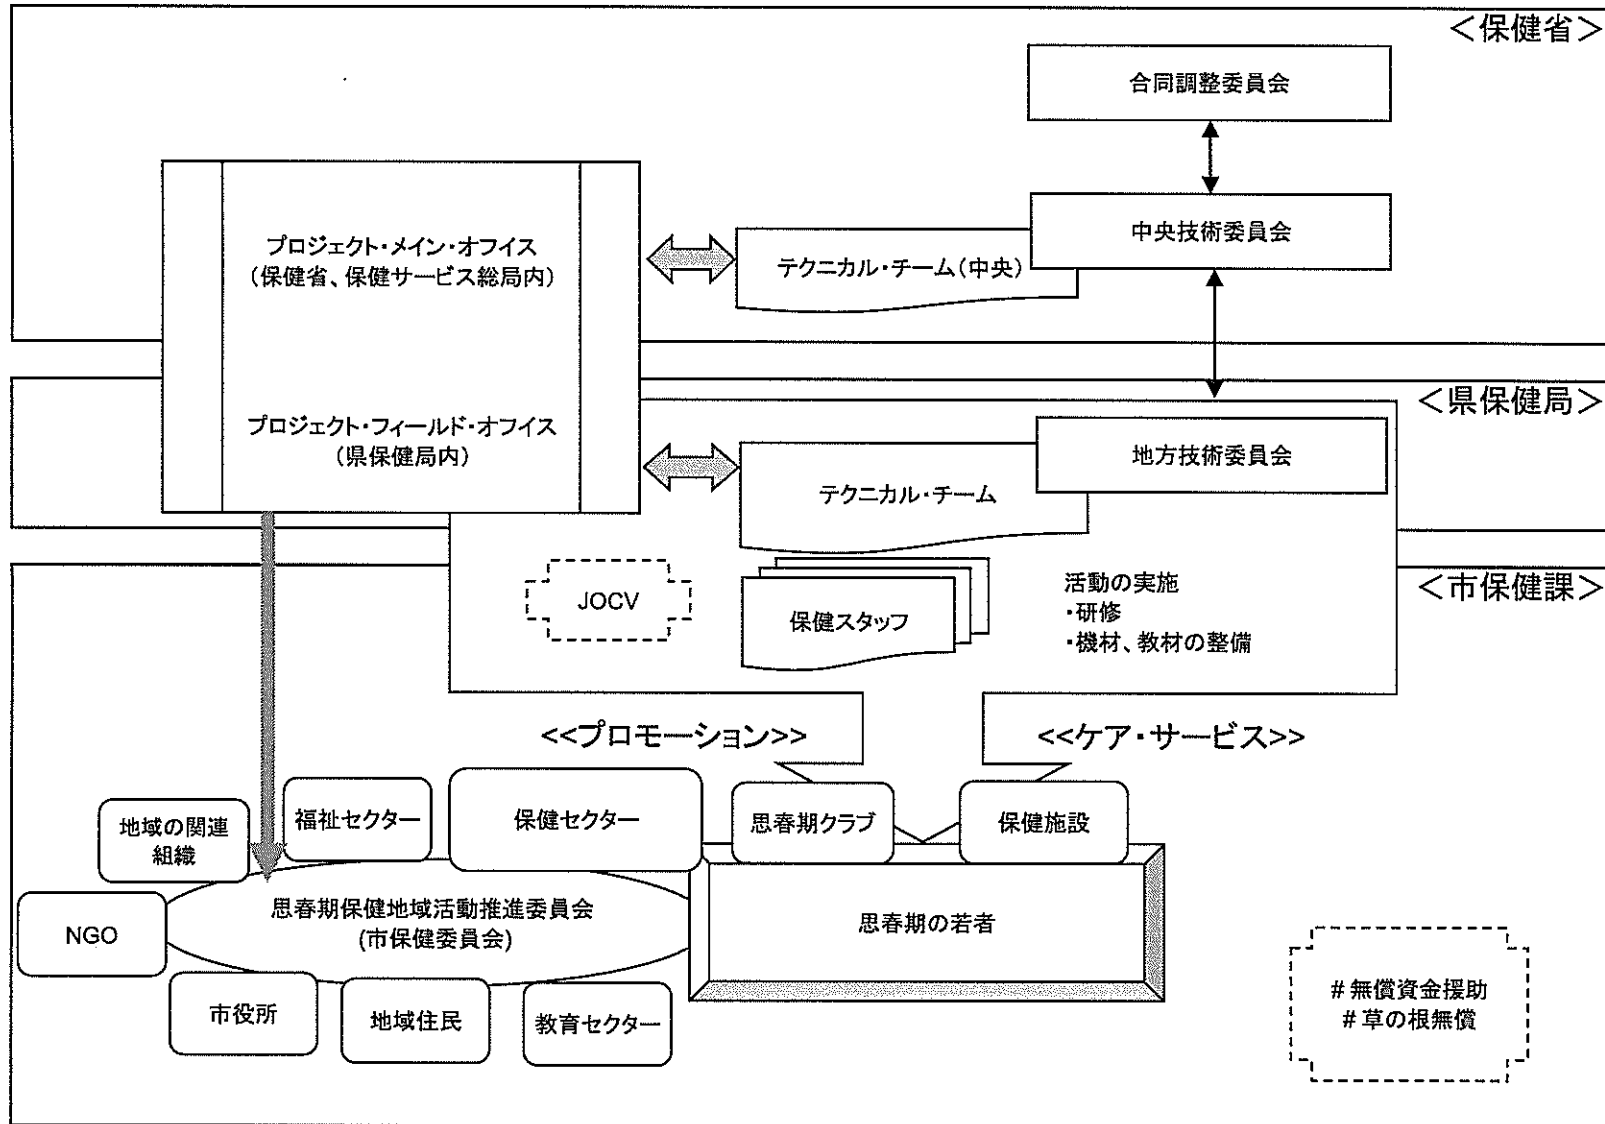 ＜保健省＞
合同調整委員会
中央技術委員会
テクニカル・チーム（中央）
プロジェクト・メイン・オフィス
（保健省、保健サービス総局内）
＜県保健局＞
プロジェクト・フィールド・オフィス
（県保健局内）
地方技術委員会
テクニカル・チーム
＜市保健課＞
JOCV
保健スタッフ
活動の実施
・研修
・機材、教材の整備
<<プロモーション>>
<<ケア・サービス>>
地域の関連
組織
福祉セクター
保健セクター
思春期クラブ
保健施設
NGO
思春期保健地域活動推進委員会
(市保健委員会)
思春期の若者
市役所
地域住民
教育セクター
# 無償資金援助
# 草の根無償